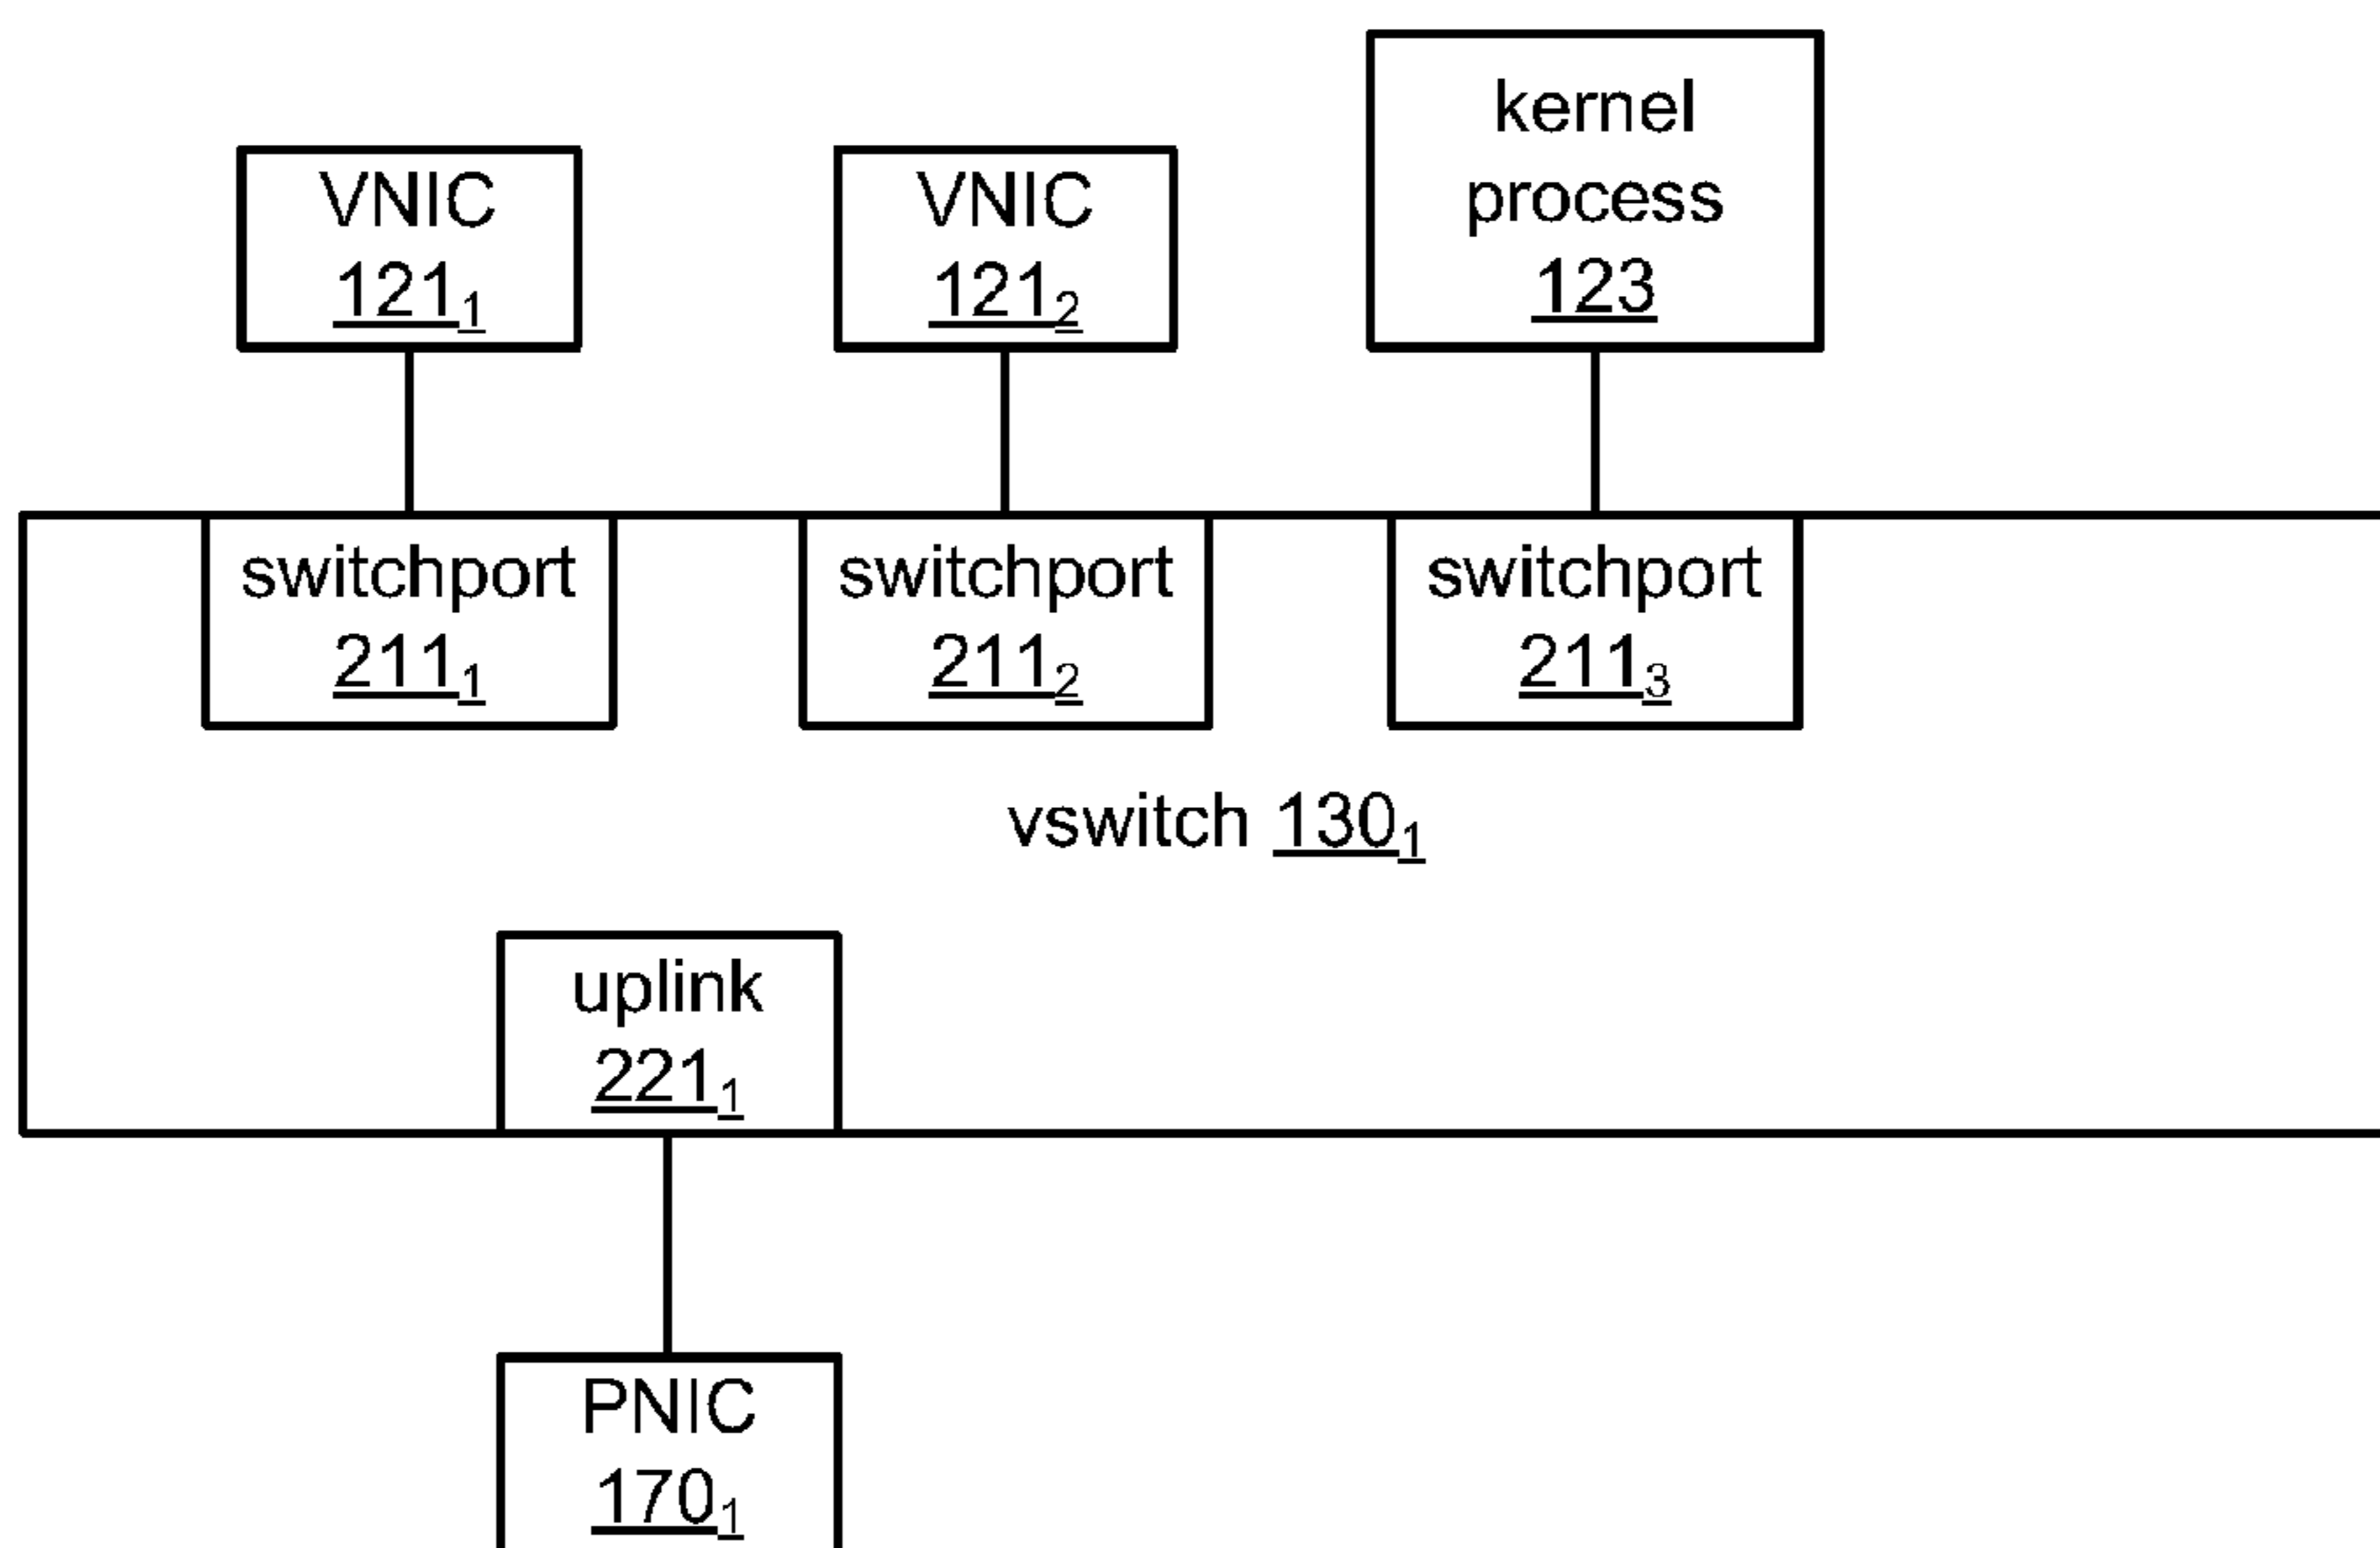 VNIC
121₁
VNIC
121₂
kernel
process
123
switchport
211₁
switchport
211₂
switchport
211₃
vswitch 130₁
uplink
221₁
PNIC
170₁